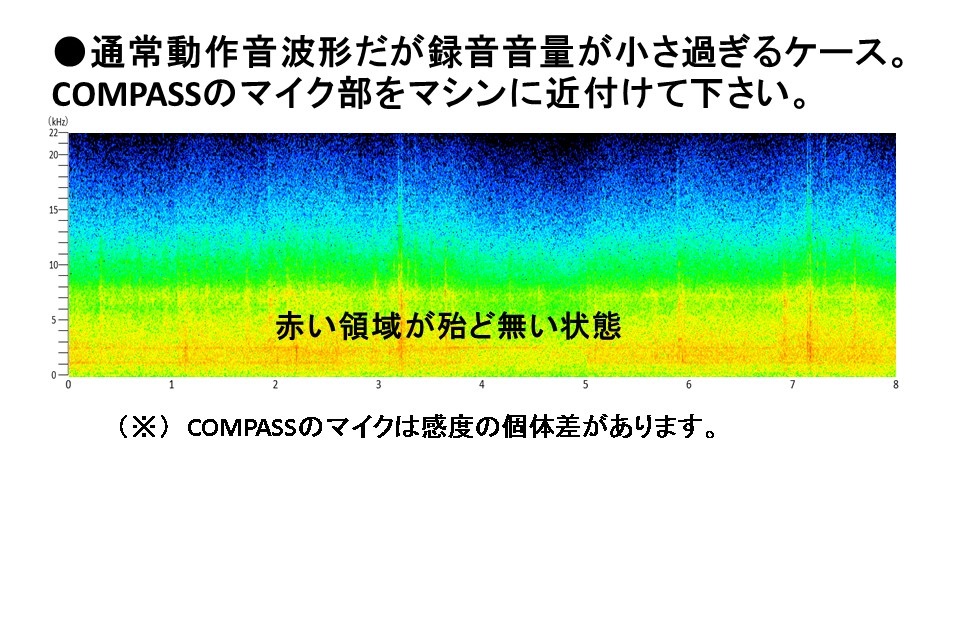 ●通常動作音波形だが録音音量が小さ過ぎるケース。
COMPASSのマイク部をマシンに近付けて下さい。
(kHz)
22
20
15
10
5
0
赤い領域が殆ど無い状態
0 1 2 3 4 5 6 7 8
（※） COMPASSのマイクは感度の個体差があります。